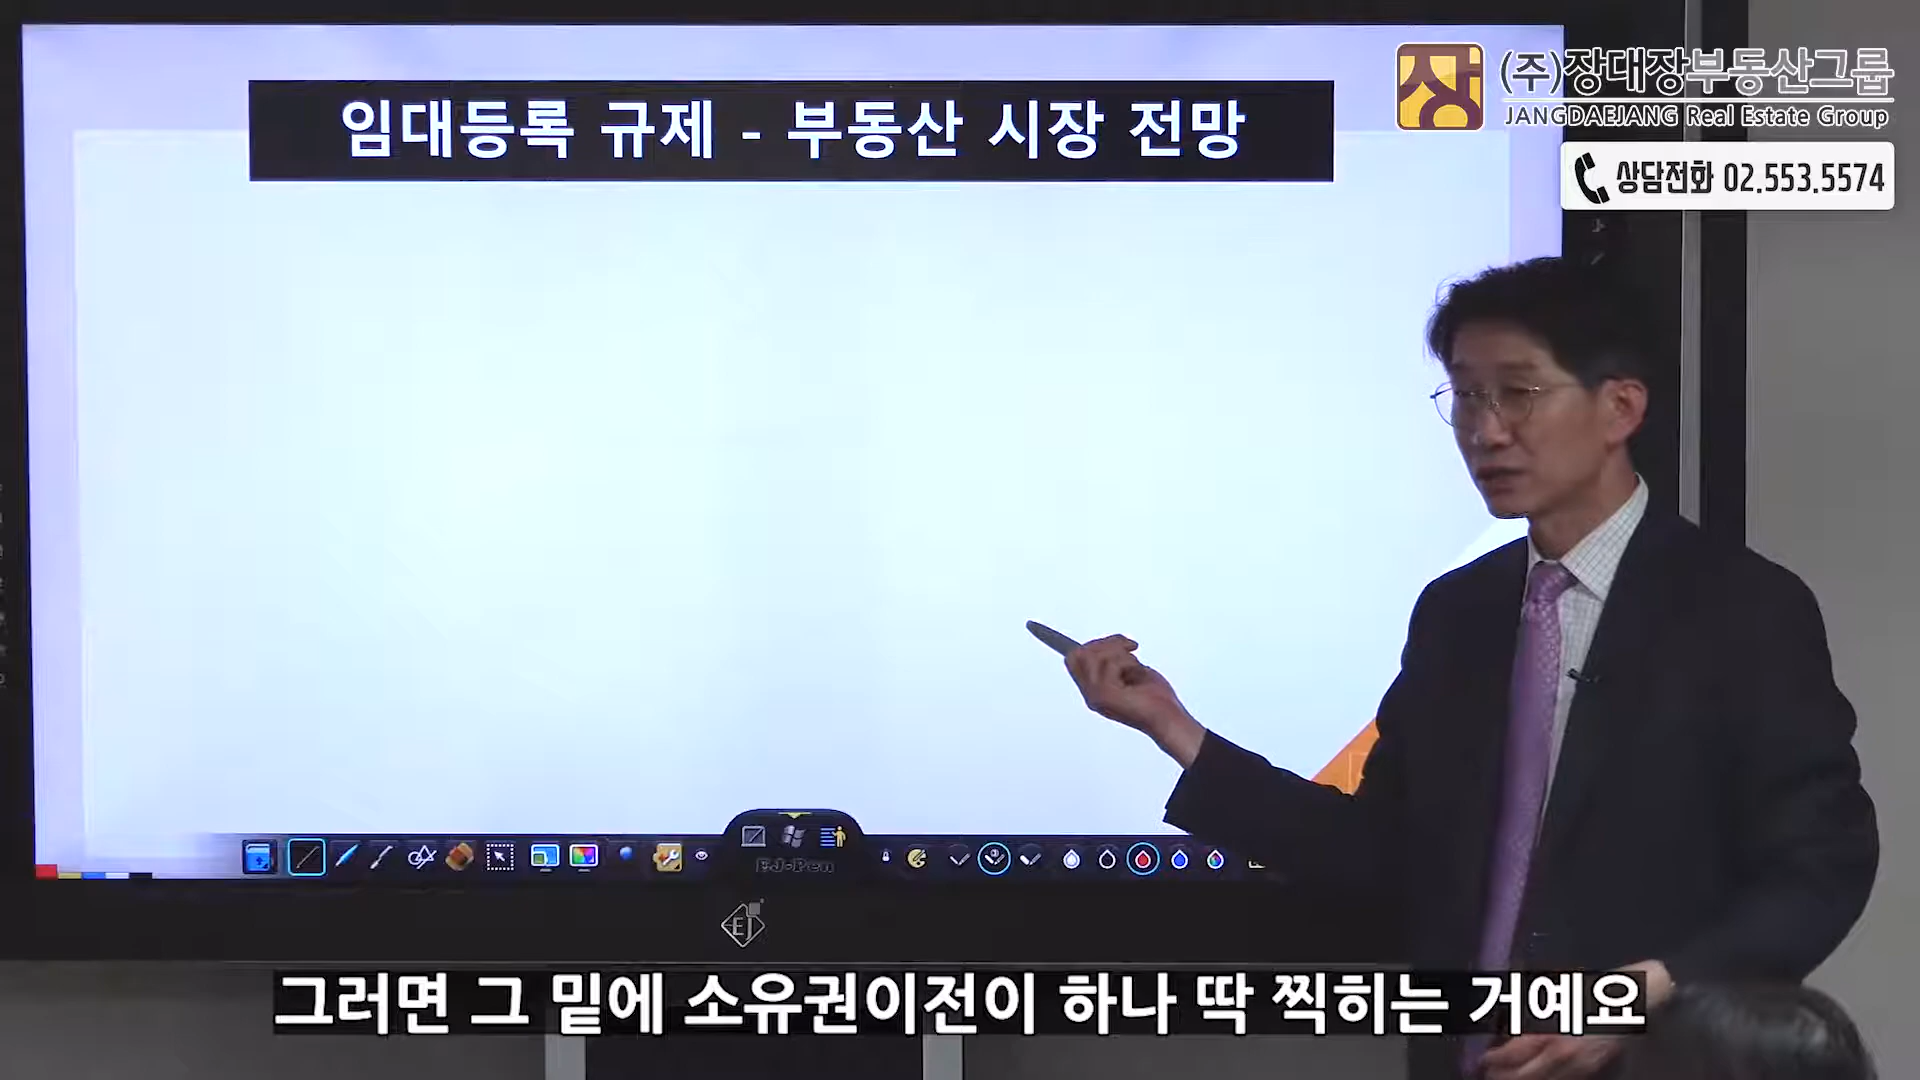 임대등록 규제 - 부동산 시장 전망
(주)장대장부동산그룹
JANGDAEJANG Real Estate Group
상담전화 02.553.5574
EJ-Pen
EJ
그러면 그 밑에 소유권이전이 하나 딱 찍히는 거예요